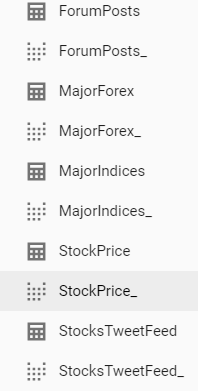 ForumPosts
ForumPosts_
MajorForex
MajorForex_
MajorIndices
MajorIndices_
StockPrice
StockPrice_
StocksTweetFeed
StocksTweetFeed_